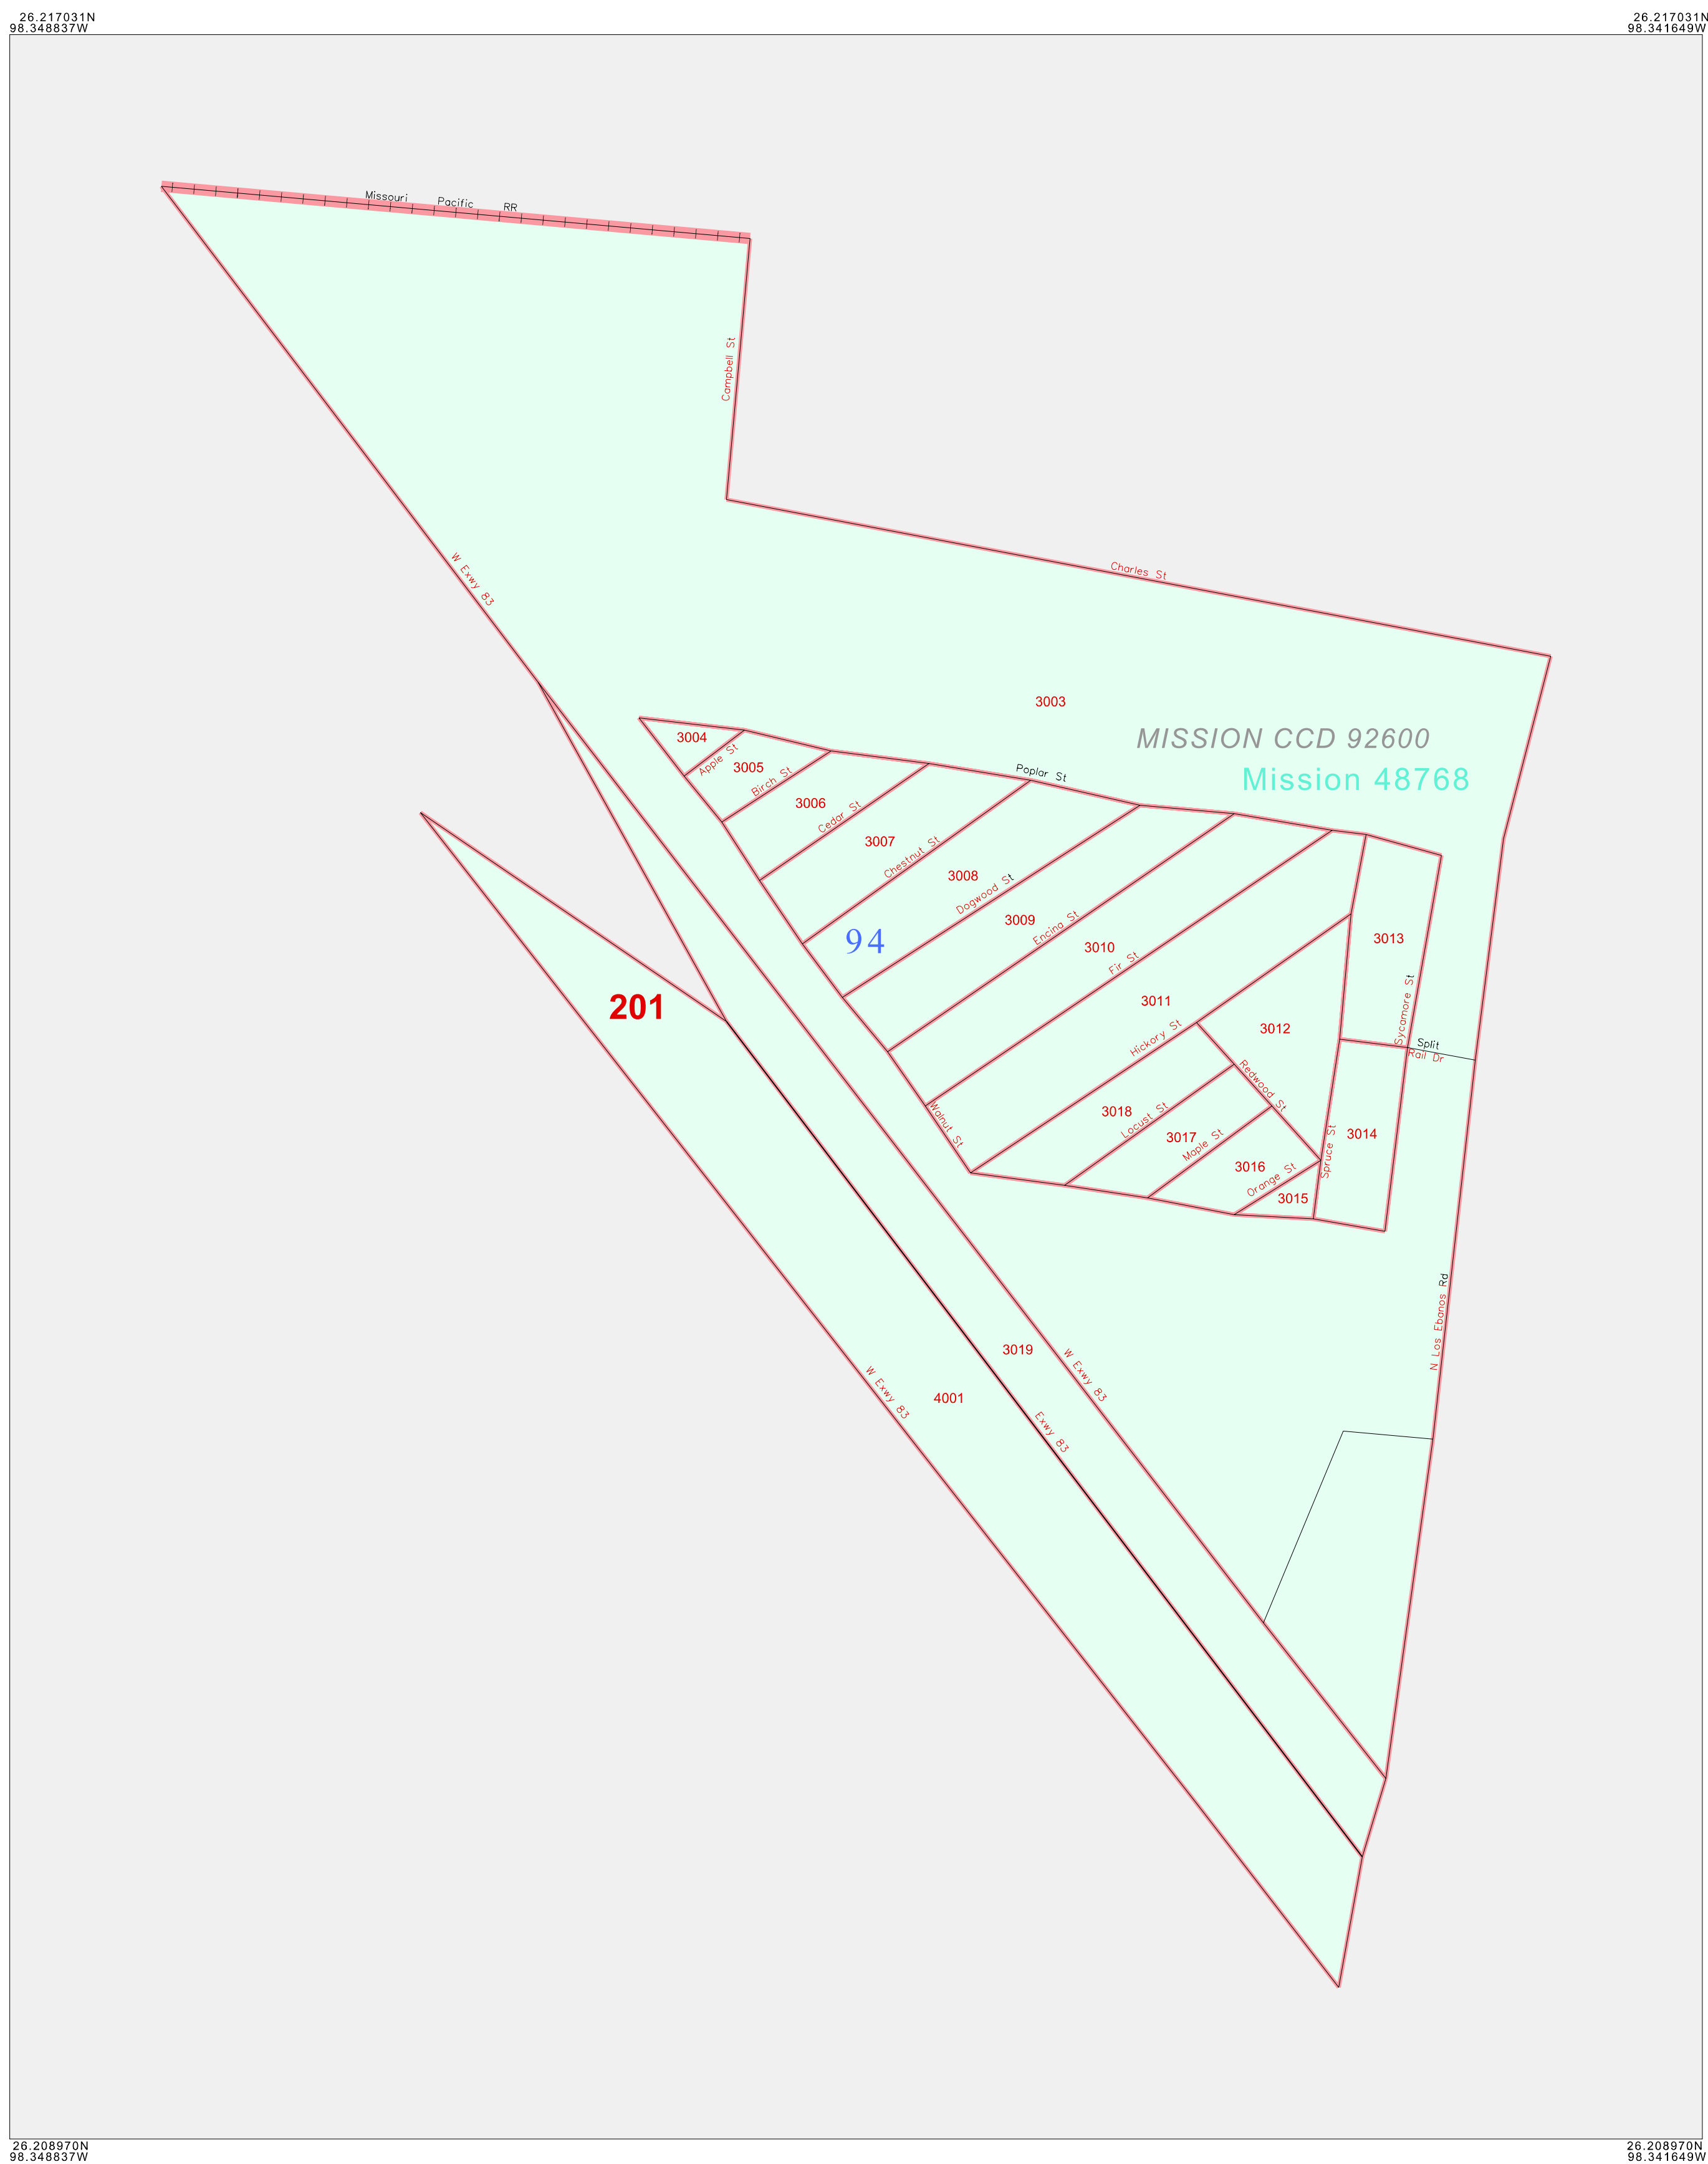 26.217031N
98.348837W
26.217031N
98.341649W
Missouri Pacific RR
Campbell St
W Exwy 83
Charles St
3003
MISSION CCD 92600
Mission 48768
3004
Apple St
3005
Birch St
Poplar St
3006
Cedar St
3007
Chestnut St
3008
Dogwood St
3009
Encina St
94
3010
Fir St
3013
201
3011
3012
Sycamore St
Hickory St
Split
Rail Dr
Redwood St
3018
Locust St
Walnut St
3017
Maple St
3014
Spruce St
3016
Orange St
3015
N Los Ebanos Rd
3019
W Exwy 83
4001
W Exwy 83
Exwy 83
26.208970N
98.348837W
26.208970N
98.341649W